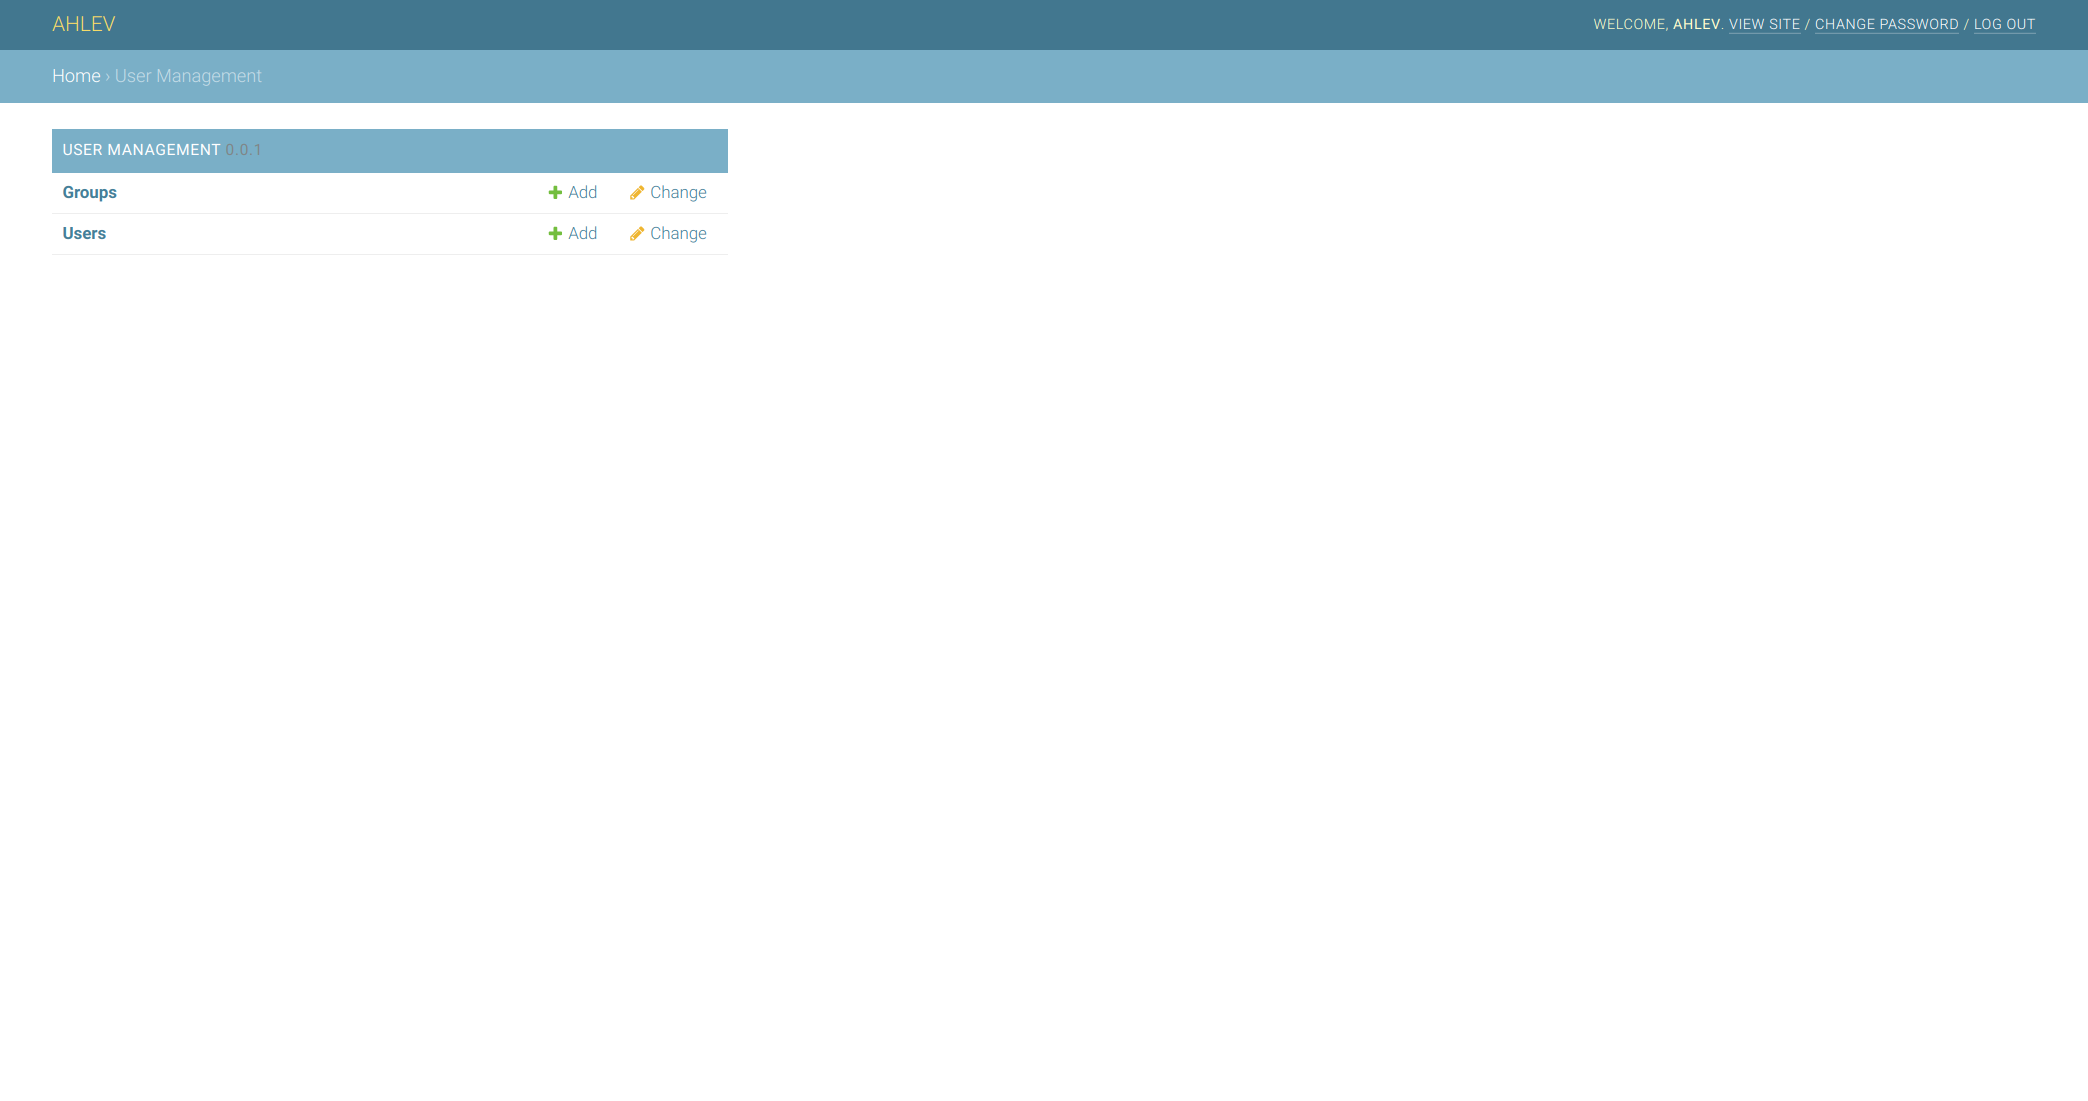 AHLEV
WELCOME, AHLEV. VIEW SITE / CHANGE PASSWORD / LOG OUT
Home › User Management
USER MANAGEMENT 0.0.1
Groups Add Change
Users Add Change